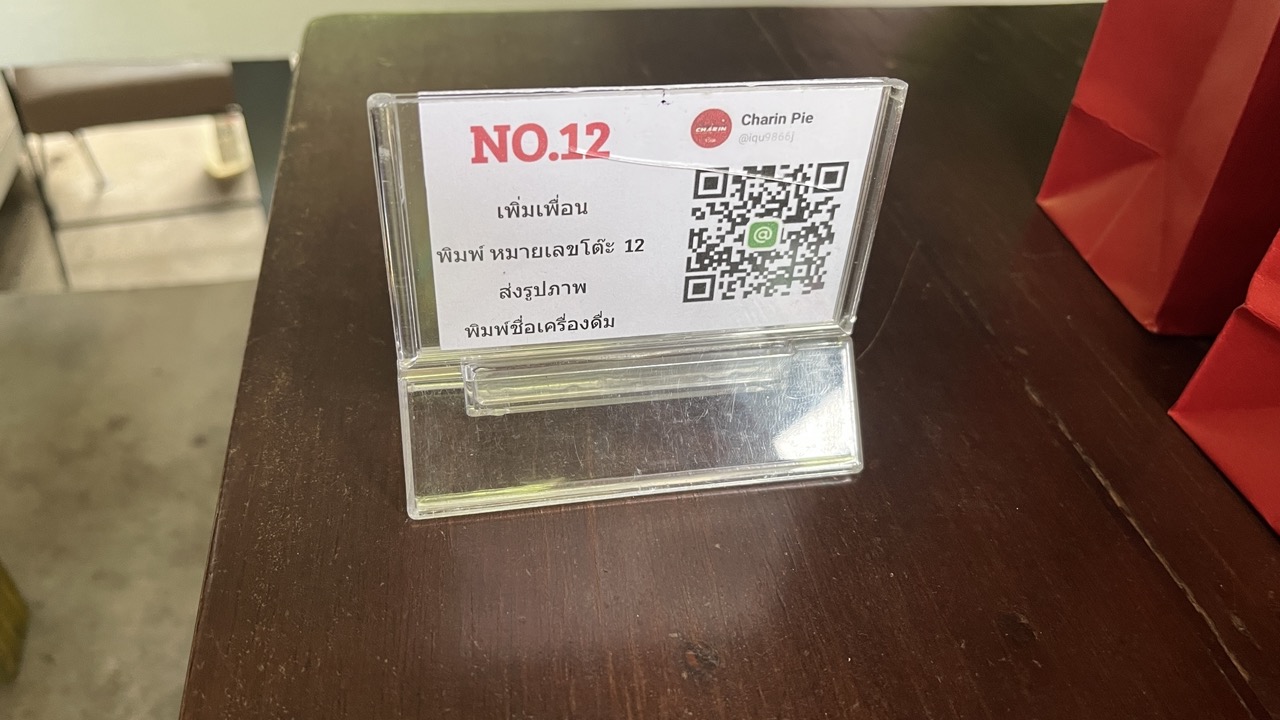 NO.12
เพิ่มเพื่อน
พิมพ์ หมายเลขโต๊ะ 12
ส่งรูปภาพ
พิมพ์ชื่อเครื่องดื่ม
CHARIN
Charin Pie
@iqu9866j